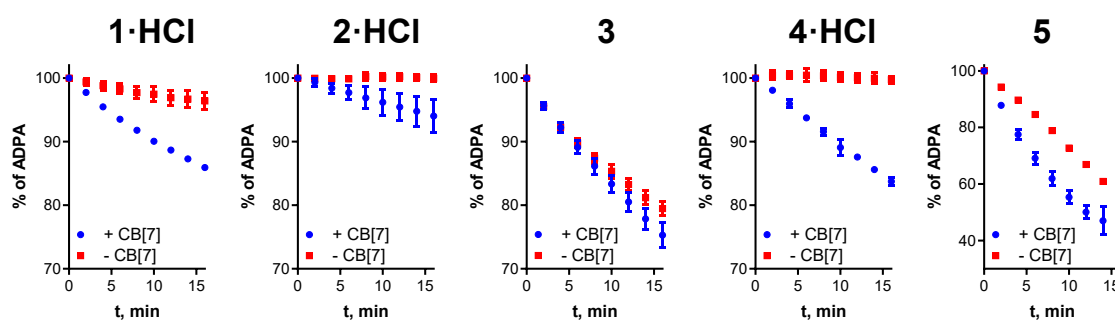 1·HCl
% of ADPA
100
90
80
70
+ CB[7]
- CB[7]
0 5 10 15
t, min
2·HCl
% of ADPA
100
90
80
70
+ CB[7]
- CB[7]
0 5 10 15
t, min
3
% of ADPA
100
90
80
70
+ CB[7]
- CB[7]
0 5 10 15
t, min
4·HCl
% of ADPA
100
90
80
70
+ CB[7]
- CB[7]
0 5 10 15
t, min
5
% of ADPA
100
80
60
40
+ CB[7]
- CB[7]
0 5 10 15
t, min